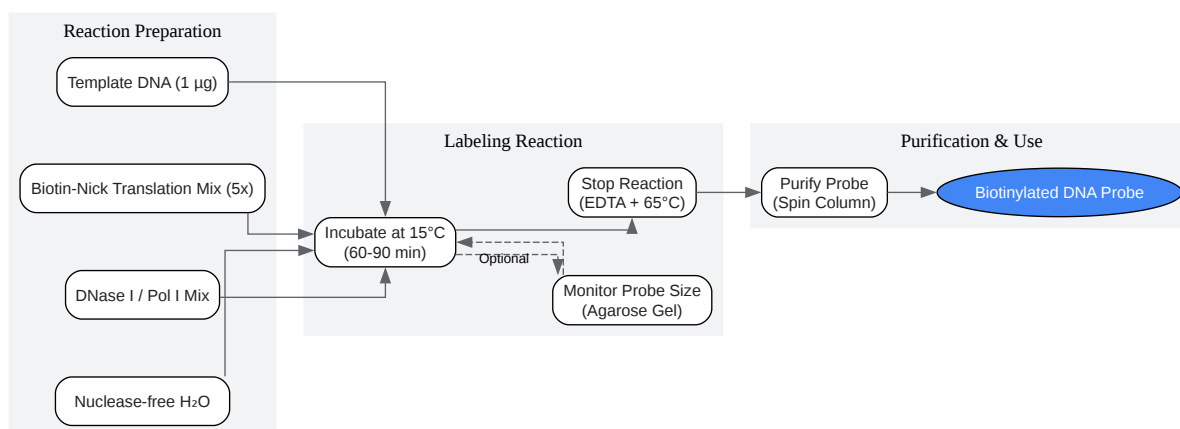 Reaction Preparation
Template DNA (1 µg)
Biotin-Nick Translation Mix (5x)
DNase I / Pol I Mix
Nuclease-free H₂O
Labeling Reaction
Incubate at 15°C
(60-90 min)
Stop Reaction
(EDTA + 65°C)
Optional
Monitor Probe Size
(Agarose Gel)
Purification & Use
Purify Probe
(Spin Column)
Biotinylated DNA Probe